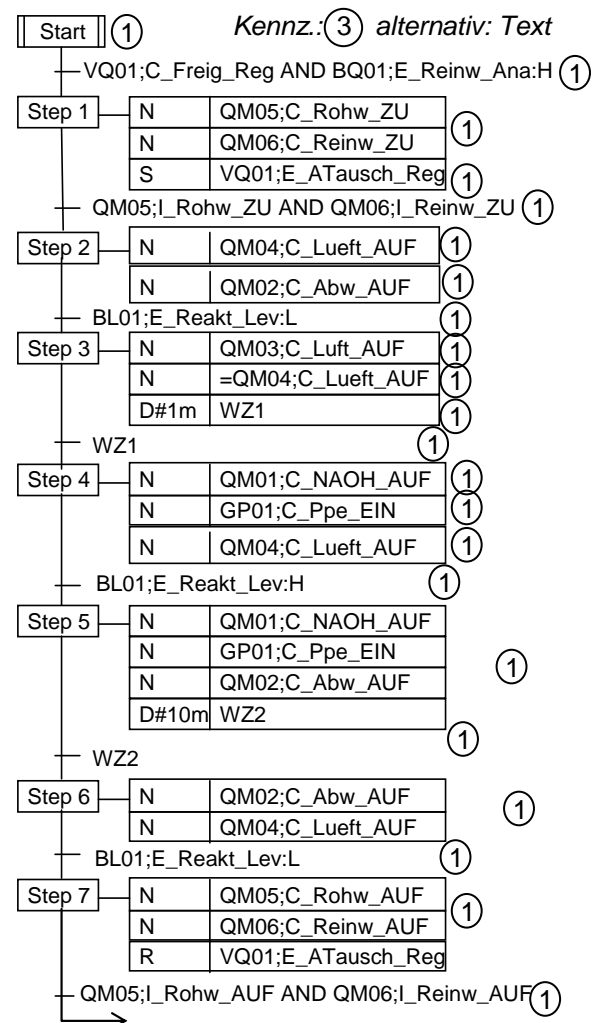 Start 1 Kennz.: 3 alternativ: Text
VQ01;C_Freig_Reg AND BQ01;E_Reinw_Ana:H 1
Step 1 N QM05;C_Rohw_ZU
1
N QM06;C_Reinw_ZU
S VQ01;E_ATausch_Reg 1
QM05;I_Rohw_ZU AND QM06;I_Reinw_ZU 1
Step 2 N QM04;C_Lueft_AUF 1
N QM02;C_Abw_AUF 1
BL01;E_Reakt_Lev:L 1
Step 3 N QM03;C_Luft_AUF 1
N =QM04;C_Lueft_AUF 1
D#1m WZ1 1
WZ1 1
Step 4 N QM01;C_NAOH_AUF 1
N GP01;C_Ppe_EIN 1
N QM04;C_Lueft_AUF 1
BL01;E_Reakt_Lev:H 1
Step 5 N QM01;C_NAOH_AUF
N GP01;C_Ppe_EIN
1
N QM02;C_Abw_AUF
D#10m WZ2
1
WZ2
Step 6 N QM02;C_Abw_AUF
1
N QM04;C_Lueft_AUF
BL01;E_Reakt_Lev:L 1
Step 7 N QM05;C_Rohw_AUF
1
N QM06;C_Reinw_AUF
R VQ01;E_ATausch_Reg
QM05;I_Rohw_AUF AND QM06;I_Reinw_AUF 1